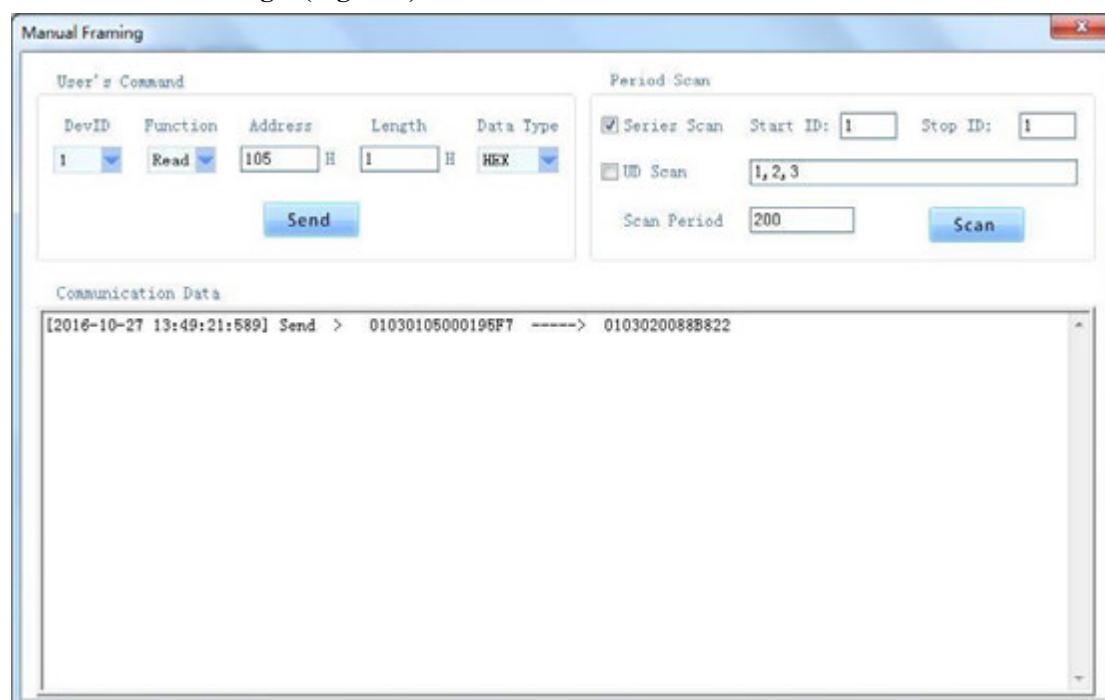 Manual Framing
User's Command
Period Scan
DevID Function Address Length Data Type
Series Scan Start ID: 1 Stop ID: 1
1 Read 105 H 1 H HEX
UD Scan 1,2,3
Send
Scan Period 200 Scan
Communication Data
[2016-10-27 13:49:21:589] Send > 01030105000195F7 -----> 0103020088B822